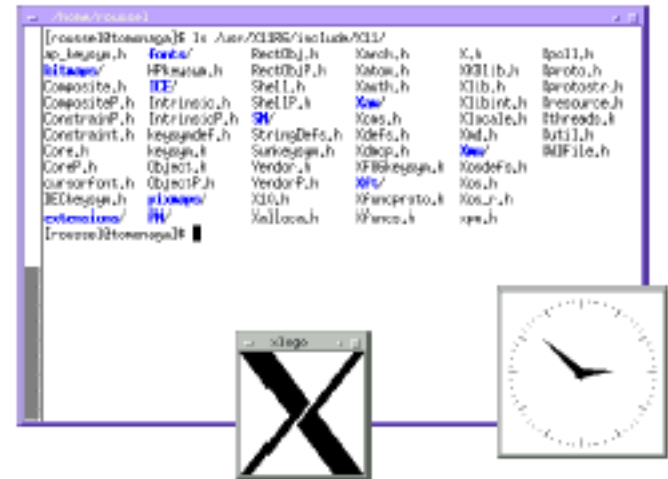 /home/roussel
[roussel@tomonaga]$ ls /usr/X11R6/include/X11/
ap_keysym.h fonts/ RectObj.h Xarch.h X.h Xpoll.h
bitmaps/ HPkeysym.h RectObjP.h Xatom.h XKBlib.h Xproto.h
Composite.h ICE/ Shell.h Xauth.h Xlib.h Xprotostr.h
CompositeP.h Intrinsic.h ShellP.h Xaw/ Xlibint.h Xresource.h
ConstrainP.h IntrinsicP.h SM/ Xcms.h Xlocale.h Xthreads.h
Constraint.h keysymdef.h StringDefs.h Xdefs.h Xmd.h Xutil.h
Core.h keysym.h Sunkeysym.h Xdmcp.h Xmu/ XWDFile.h
CoreP.h Object.h Vendor.h XF86keysym.h Xosdefs.h
cursorfont.h ObjectP.h VendorP.h Xft/ Xos.h
DECkeysym.h pixmaps/ X10.h Xfuncproto.h Xos_r.h
extensions/ PM/ Xalloca.h Xfuncs.h xpm.h
[roussel@tomonaga]$
xlogo